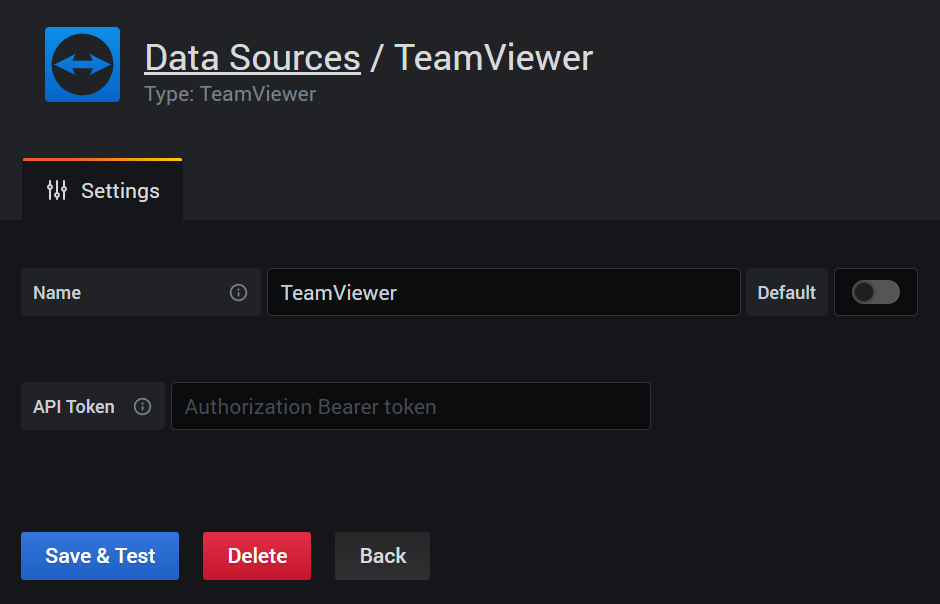 Data Sources / TeamViewer
Type: TeamViewer
Settings
Name TeamViewer Default
API Token Authorization Bearer token
Save & Test Delete Back